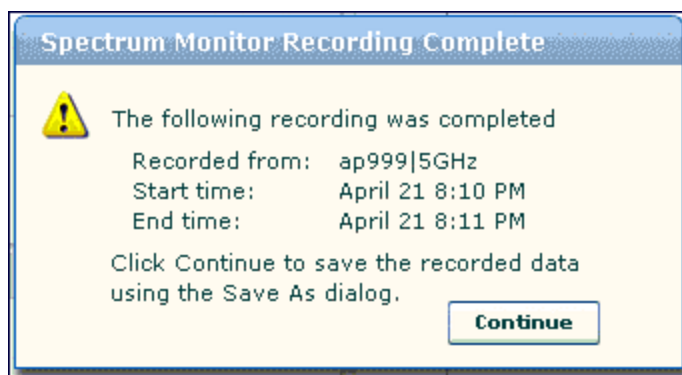 Spectrum Monitor Recording Complete
The following recording was completed
Recorded from: ap999|5GHz
Start time: April 21 8:10 PM
End time: April 21 8:11 PM
Click Continue to save the recorded data
using the Save As dialog.
Continue